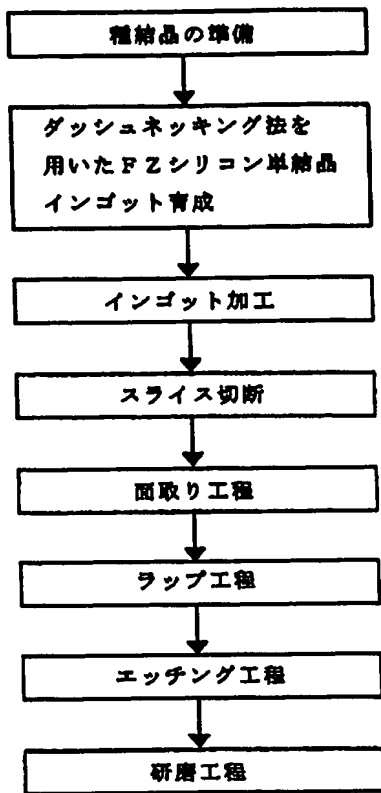 種結晶の準備
ダッシュネッキング法を
用いたFZシリコン単結晶
インゴット育成
インゴット加工
スライス切断
面取り工程
ラップ工程
エッチング工程
研磨工程